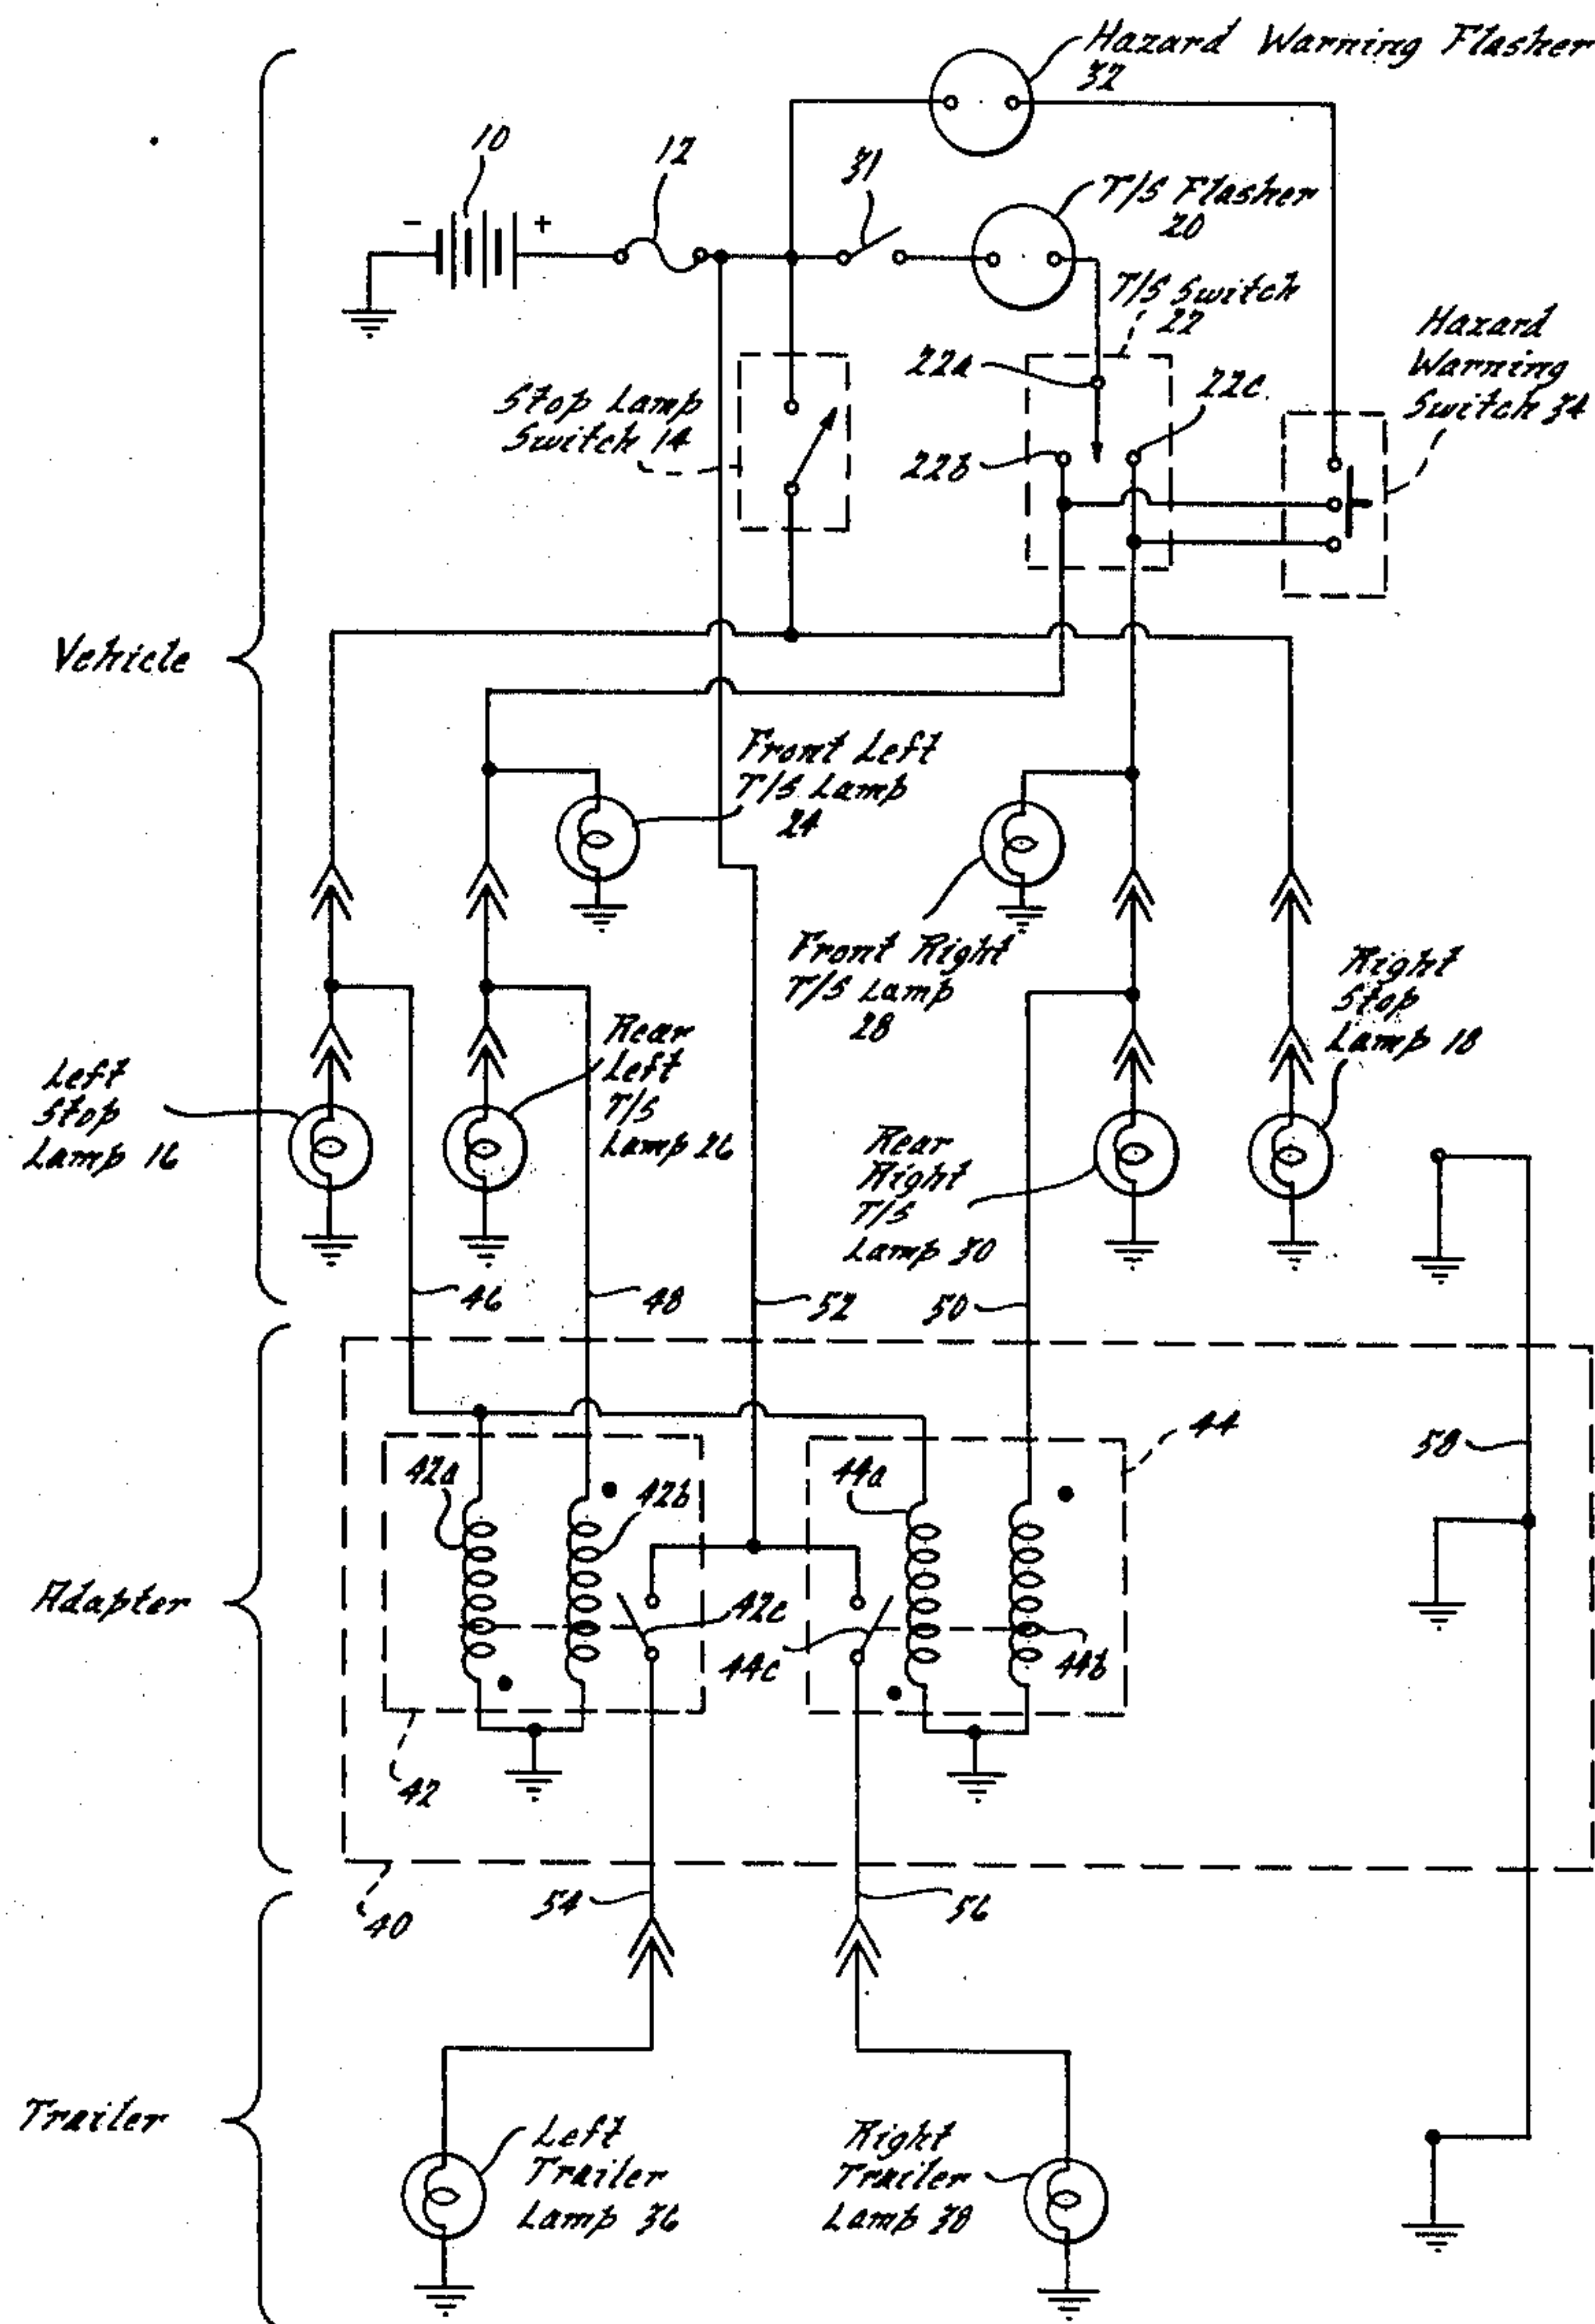 Hazard Warning Flasher
32
10
12
31
T/S Flasher
20
-
+
T/S Switch
22
Hazard
Warning
Switch 34
22a
22c
Stop Lamp
Switch 14
22b
Vehicle
Front Left
T/S Lamp
24
Front Right
T/S Lamp
28
Right
Stop
Lamp 18
Rear
Left
T/S
Lamp 26
Left
Stop
Lamp 16
Rear
Right
T/S
Lamp 30
46
48
52
50
44
58
42a
42b
44a
Adapter
42c
44c
44b
42
54
56
40
Trailer
Left
Trailer
Lamp 36
Right
Trailer
Lamp 38